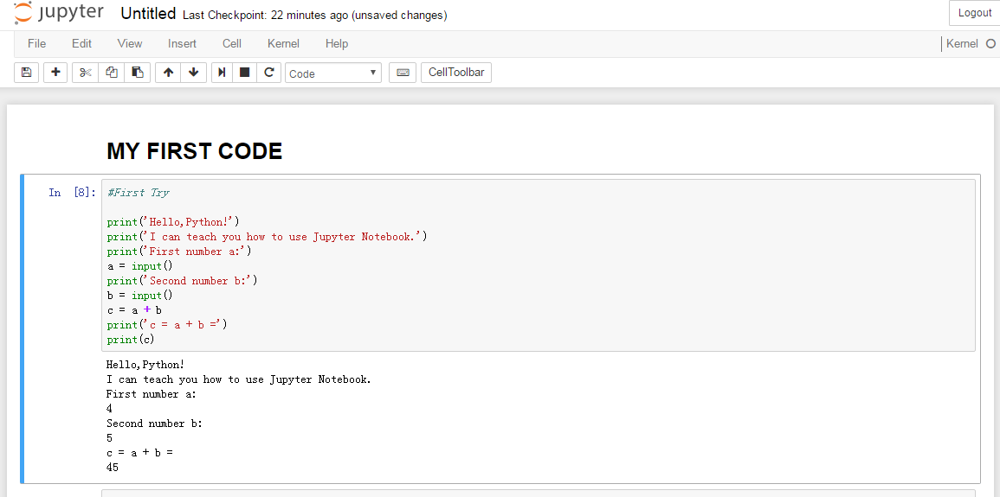 jupyter Untitled Last Checkpoint: 22 minutes ago (unsaved changes) Logout
File Edit View Insert Cell Kernel Help Kernel
Code CellToolbar
MY FIRST CODE
In [8]: #First Try
print('Hello,Python!')
print('I can teach you how to use Jupyter Notebook.')
print('First number a:')
a = input()
print('Second number b:')
b = input()
c = a + b
print('c = a + b =')
print(c)
Hello,Python!
I can teach you how to use Jupyter Notebook.
First number a:
4
Second number b:
5
c = a + b =
45